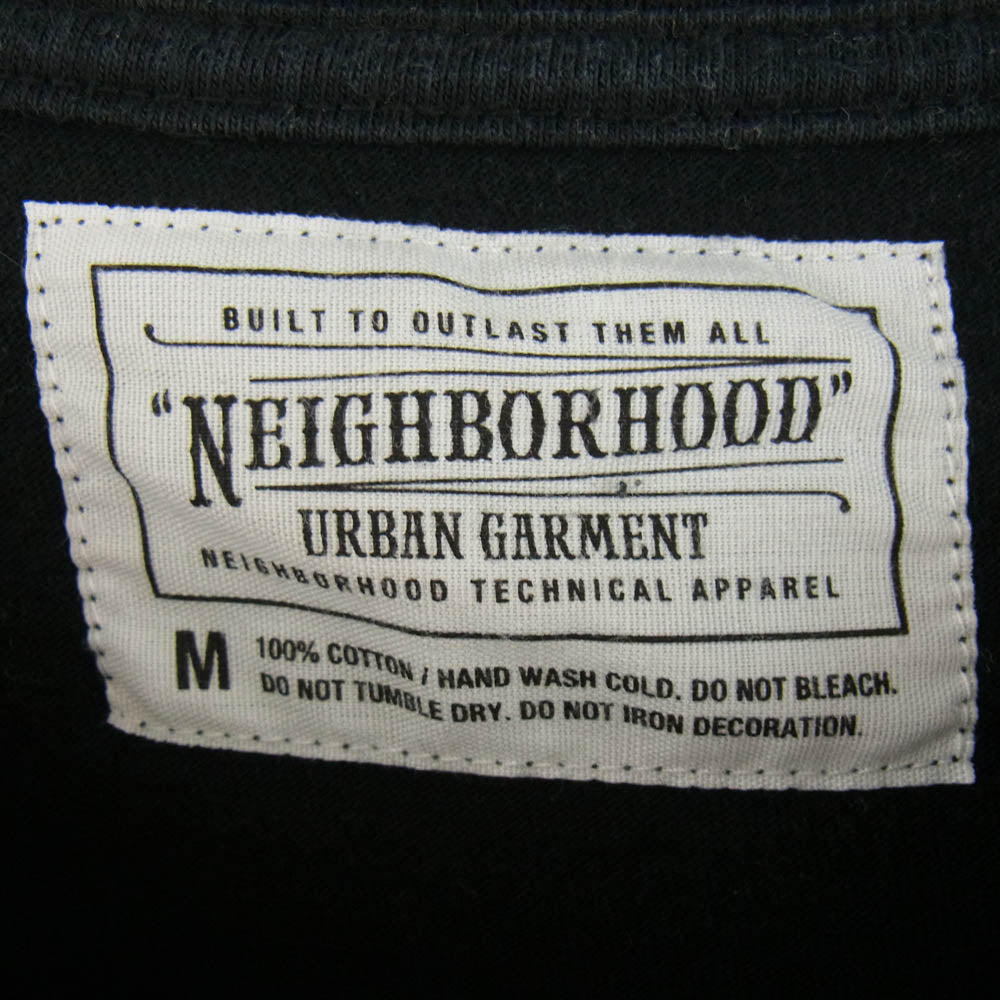 BUILT TO OUTLAST THEM ALL
"NEIGHBORHOOD"
URBAN GARMENT
NEIGHBORHOOD TECHNICAL APPAREL
M
100% COTTON / HAND WASH COLD. DO NOT BLEACH.
DO NOT TUMBLE DRY. DO NOT IRON DECORATION.